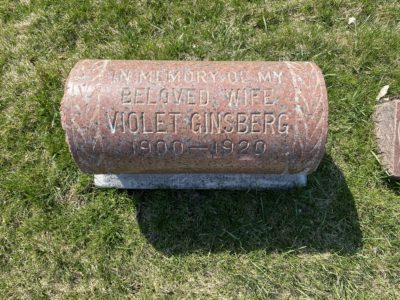 IN MEMORY OF MY
BELOVED WIFE
VIOLET GINSBERG
1900—1920